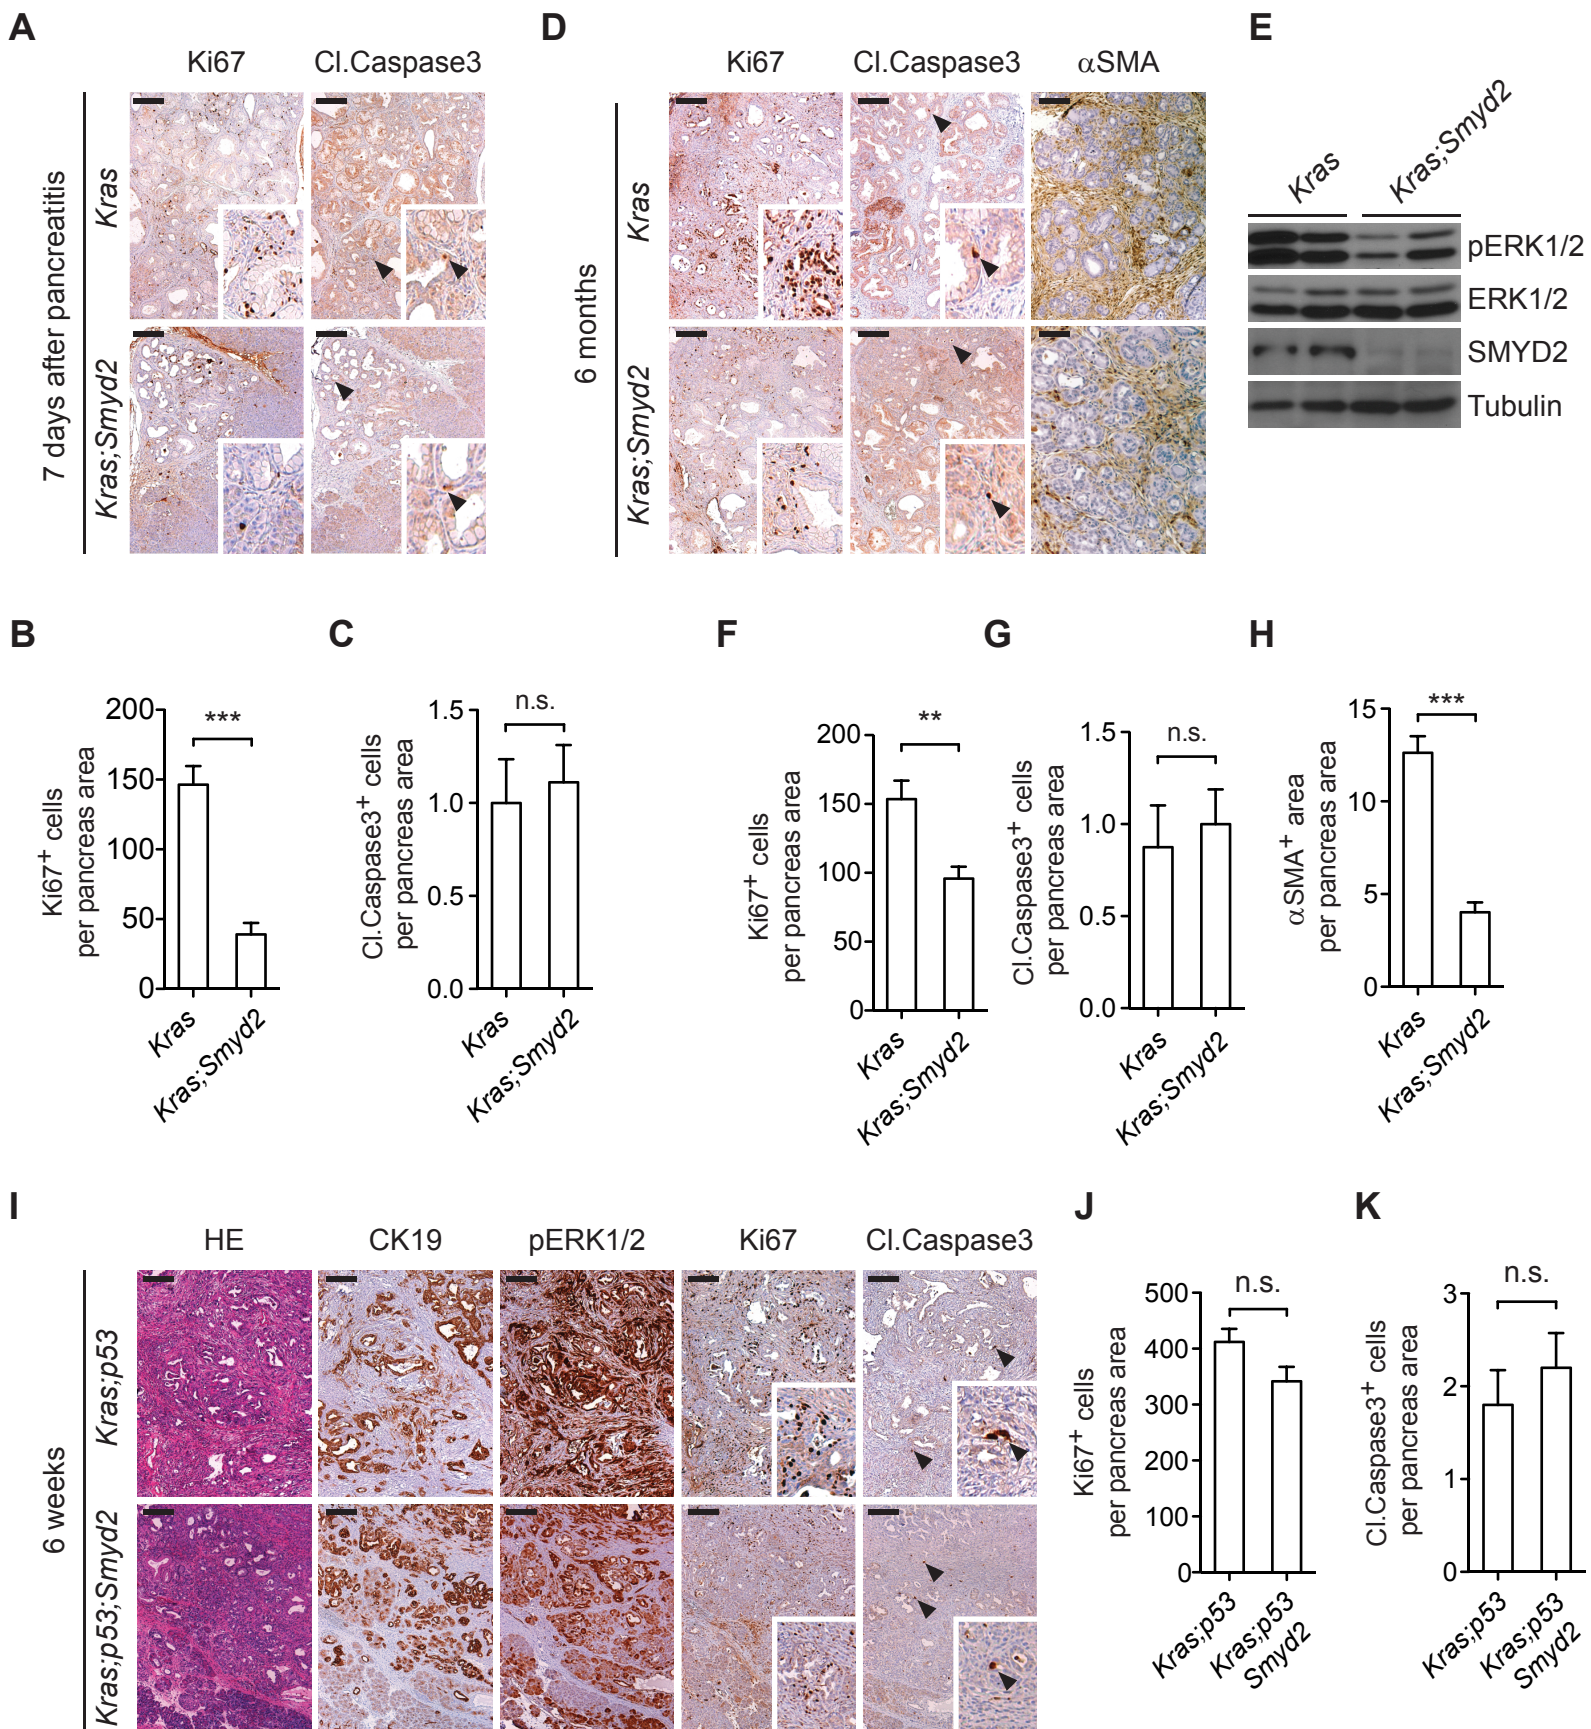 A
Ki67 Cl.Caspase3
7 days after pancreatitis
Kras
Kras;Smyd2
D
Ki67 Cl.Caspase3 αSMA
6 months
Kras
Kras;Smyd2
E
Kras Kras;Smyd2
pERK1/2
ERK1/2
SMYD2
Tubulin
B
Ki67+ cells
per pancreas area
200
150
100
50
0
***
Kras
Kras;Smyd2
C
Cl.Caspase3+ cells
per pancreas area
1.5
1.0
0.5
0.0
n.s.
Kras
Kras;Smyd2
F
Ki67+ cells
per pancreas area
200
150
100
50
0
**
Kras
Kras;Smyd2
G
Cl.Caspase3+ cells
per pancreas area
1.5
1.0
0.5
0.0
n.s.
Kras
Kras;Smyd2
H
αSMA+ area
per pancreas area
15
10
5
0
***
Kras
Kras;Smyd2
I
HE CK19 pERK1/2 Ki67 Cl.Caspase3
6 weeks
Kras;p53
Kras;p53;Smyd2
J
Ki67+ cells
per pancreas area
500
400
300
200
100
0
n.s.
Kras;p53
Kras;p53
Smyd2
K
Cl.Caspase3+ cells
per pancreas area
3
2
1
0
n.s.
Kras;p53
Kras;p53
Smyd2